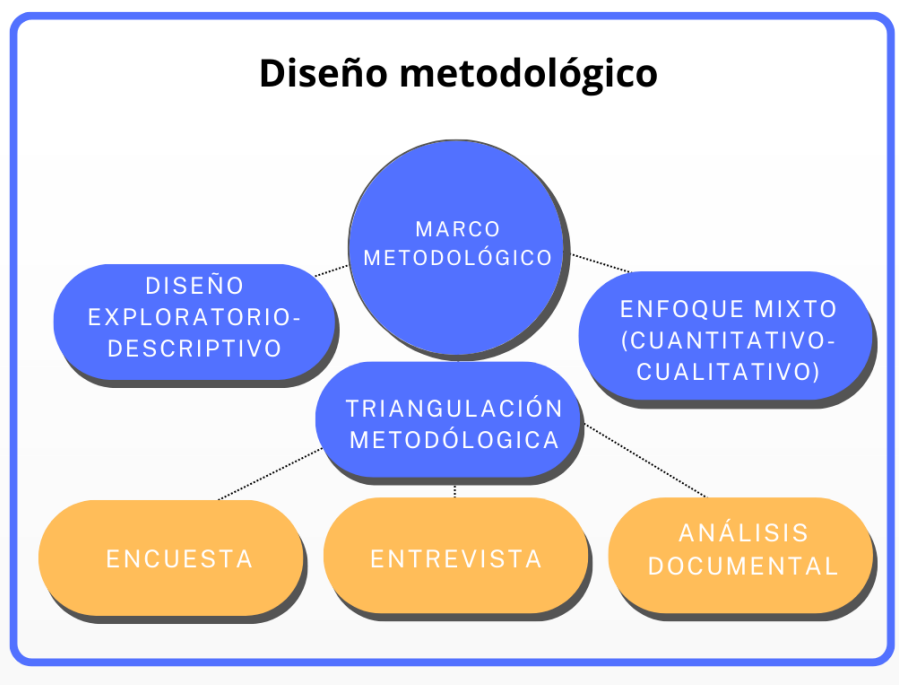 Diseño metodológico
MARCO
METODOLÓGICO
DISEÑO
EXPLORATORIO-
DESCRIPTIVO
ENFOQUE MIXTO
(CUANTITATIVO-
CUALITATIVO)
TRIANGULACIÓN
METODÓLOGICA
ENCUESTA
ENTREVISTA
ANÁLISIS
DOCUMENTAL